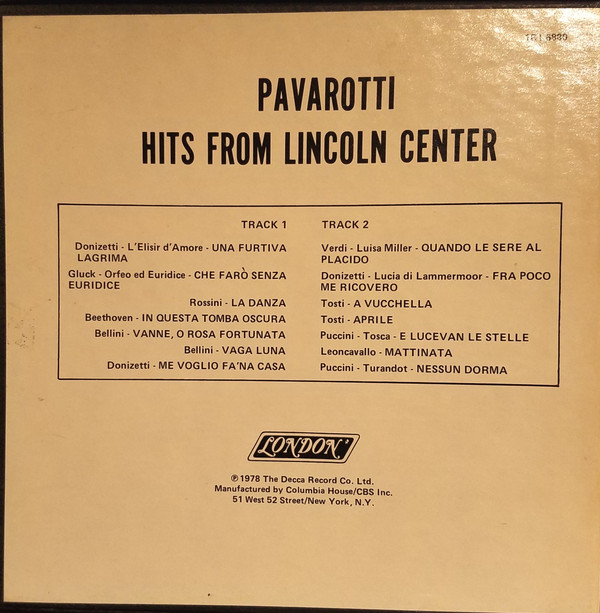 PAVAROTTI
HITS FROM LINCOLN CENTER
TRACK 1
Donizetti - L'Elisir d'Amore - UNA FURTIVA
LAGRIMA
Gluck - Orfeo ed Euridice - CHE FARÒ SENZA
EURIDICE
Rossini - LA DANZA
Beethoven - IN QUESTA TOMBA OSCURA
Bellini - VANNE, O ROSA FORTUNATA
Bellini - VAGA LUNA
Donizetti - ME VOGLIO FA'NA CASA
TRACK 2
Verdi - Luisa Miller - QUANDO LE SERE AL
PLACIDO
Donizetti - Lucia di Lammermoor - FRA POCO
ME RICOVERO
Tosti - A VUCCHELLA
Tosti - APRILE
Puccini - Tosca - E LUCEVAN LE STELLE
Leoncavallo - MATTINATA
Puccini - Turandot - NESSUN DORMA
LONDON
℗ 1978 The Decca Record Co. Ltd.
Manufactured by Columbia House/CBS Inc.
51 West 52 Street/New York, N.Y.